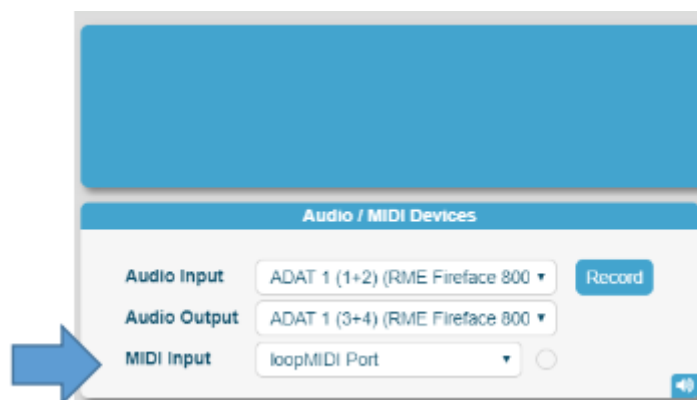 Audio / MIDI Devices
Audio Input ADAT 1 (1+2) (RME Fireface 800 Record
Audio Output ADAT 1 (3+4) (RME Fireface 800
MIDI Input loopMIDI Port